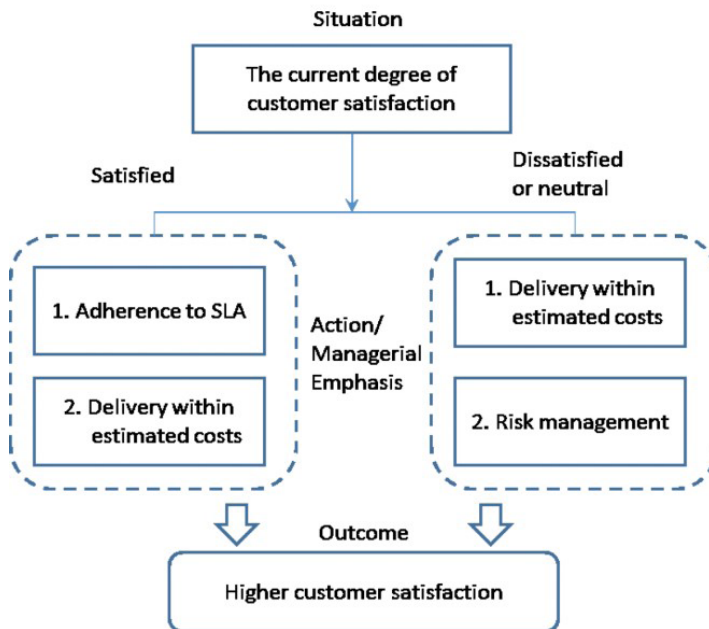 Situation
The current degree of
customer satisfaction
Satisfied
Dissatisfied
or neutral
1. Adherence to SLA
2. Delivery within
estimated costs
Action/
Managerial
Emphasis
1. Delivery within
estimated costs
2. Risk management
Outcome
Higher customer satisfaction